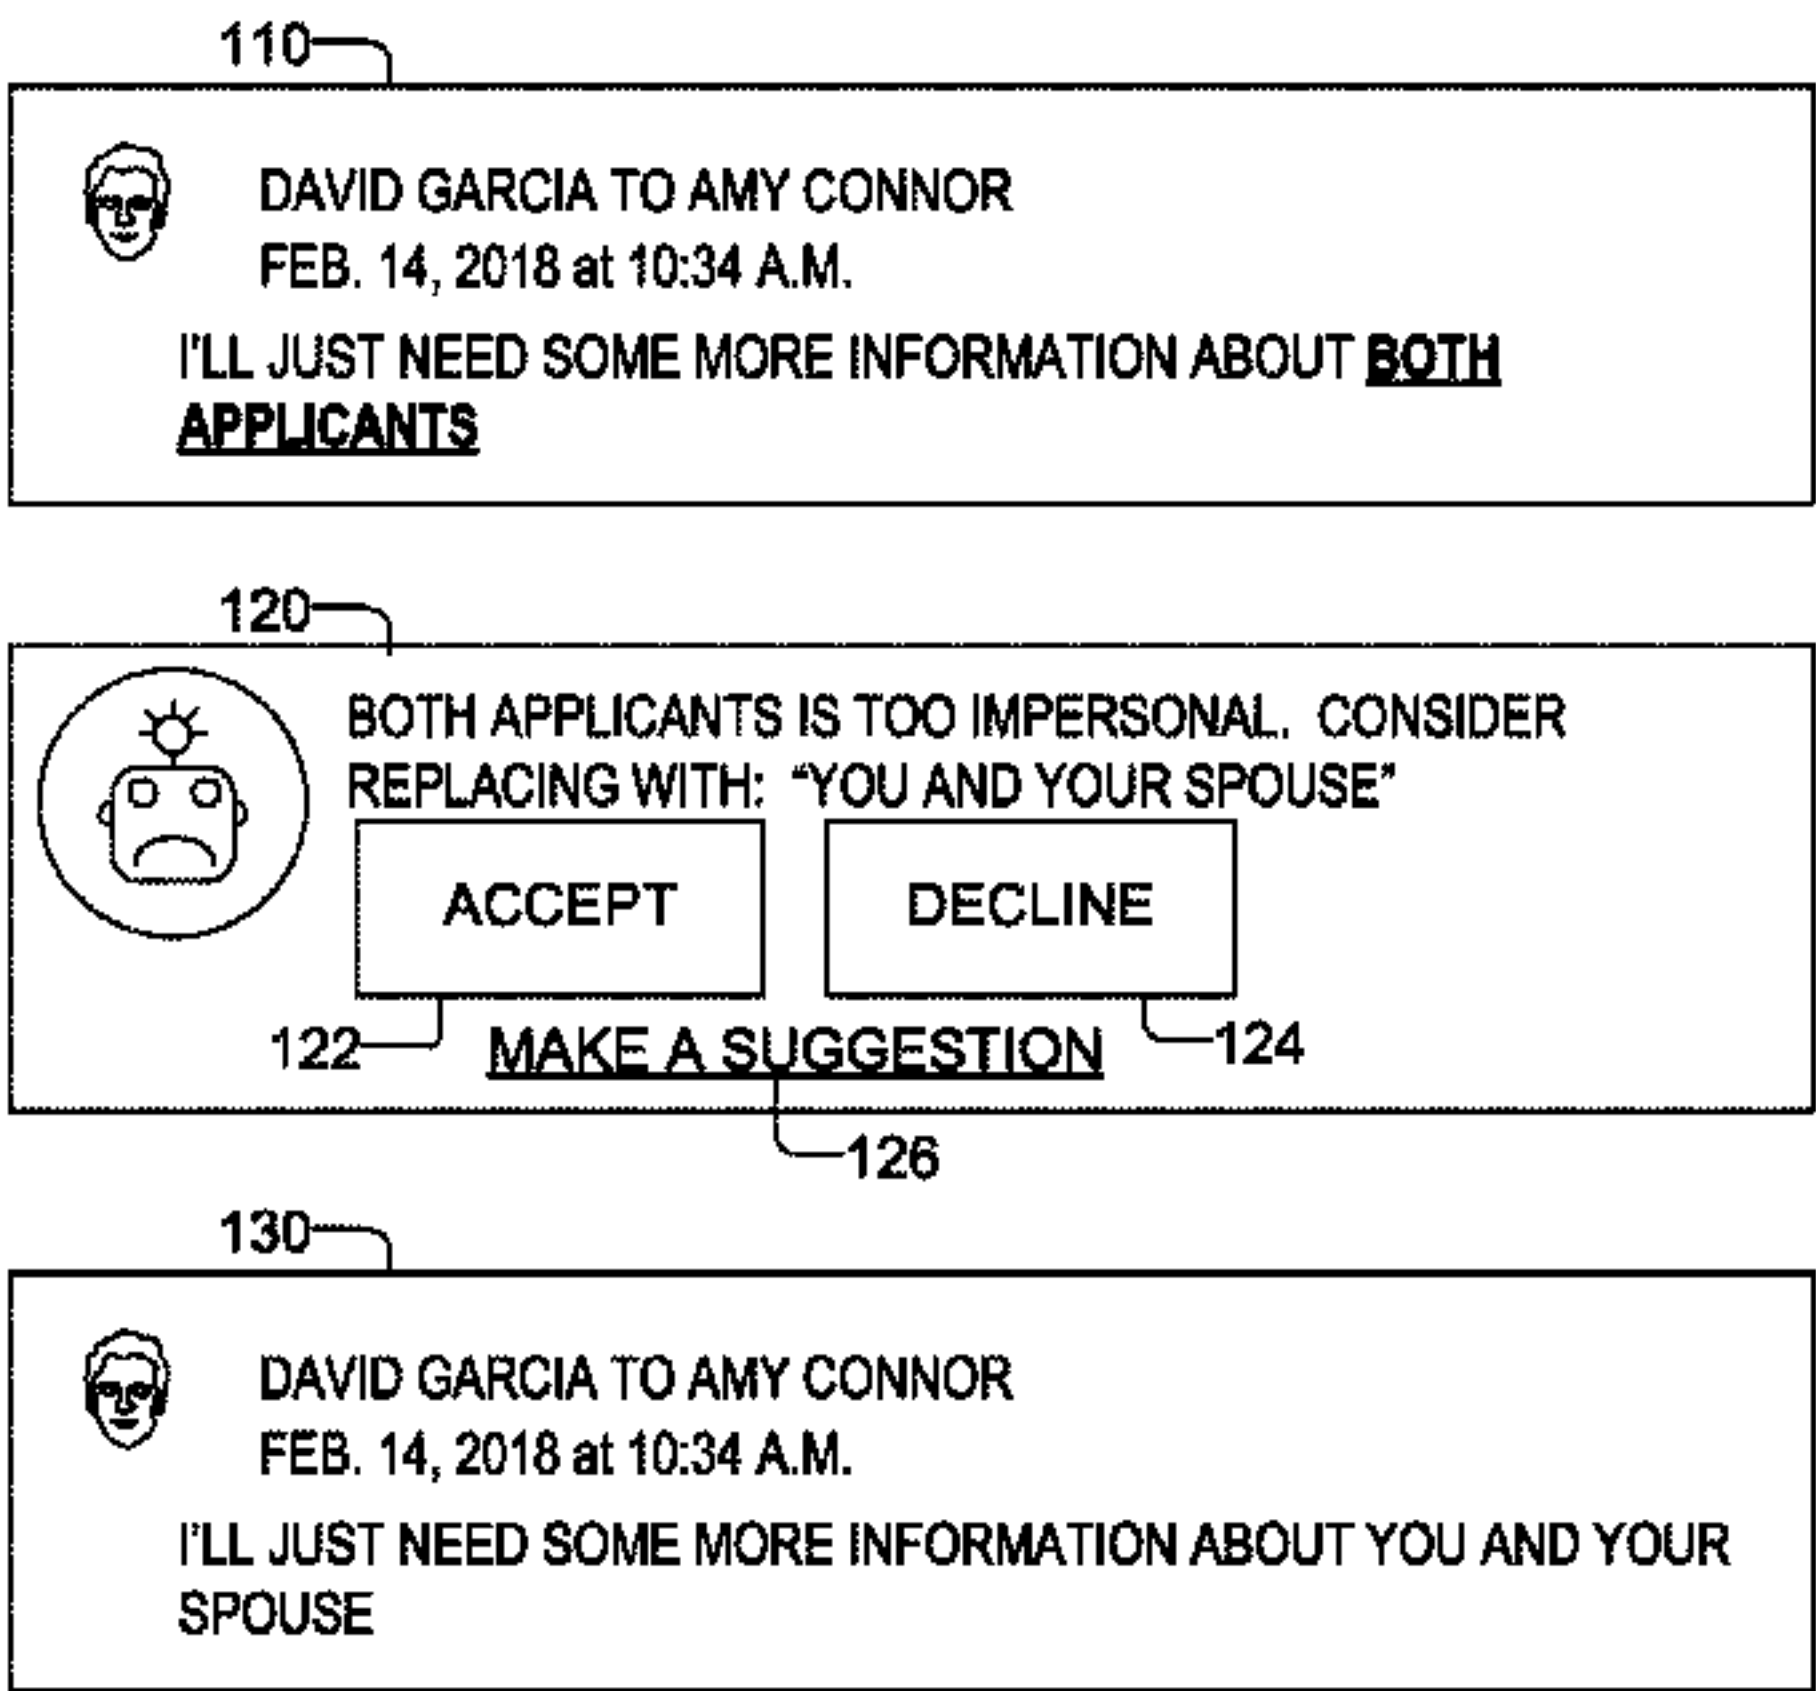 110
DAVID GARCIA TO AMY CONNOR
FEB. 14, 2018 at 10:34 A.M.
I'LL JUST NEED SOME MORE INFORMATION ABOUT BOTH
APPLICANTS
120
BOTH APPLICANTS IS TOO IMPERSONAL. CONSIDER
REPLACING WITH: “YOU AND YOUR SPOUSE”
ACCEPT DECLINE
122 MAKE A SUGGESTION 124
126
130
DAVID GARCIA TO AMY CONNOR
FEB. 14, 2018 at 10:34 A.M.
I'LL JUST NEED SOME MORE INFORMATION ABOUT YOU AND YOUR
SPOUSE